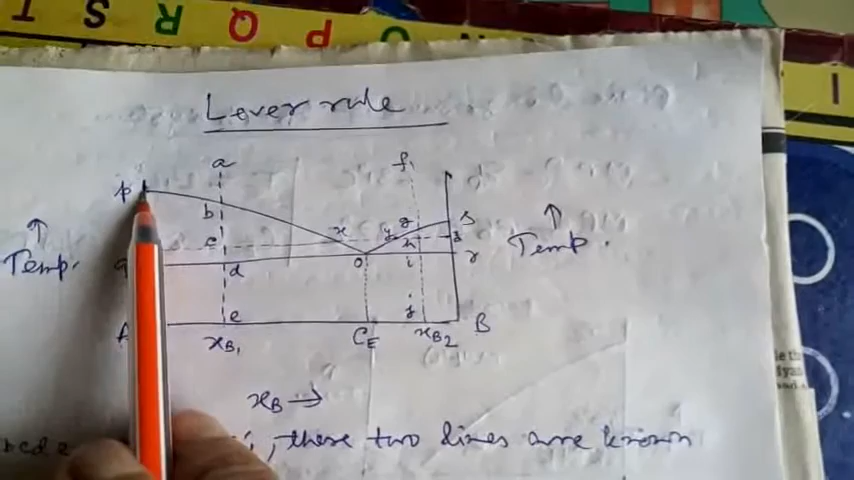 T S R Q P O N
Lever rule
a f
p b g s
x y
Temp. c h z Temp.
q d o i r
I
e j
A B
xB1 CE xB2
xB →
these two lines are known